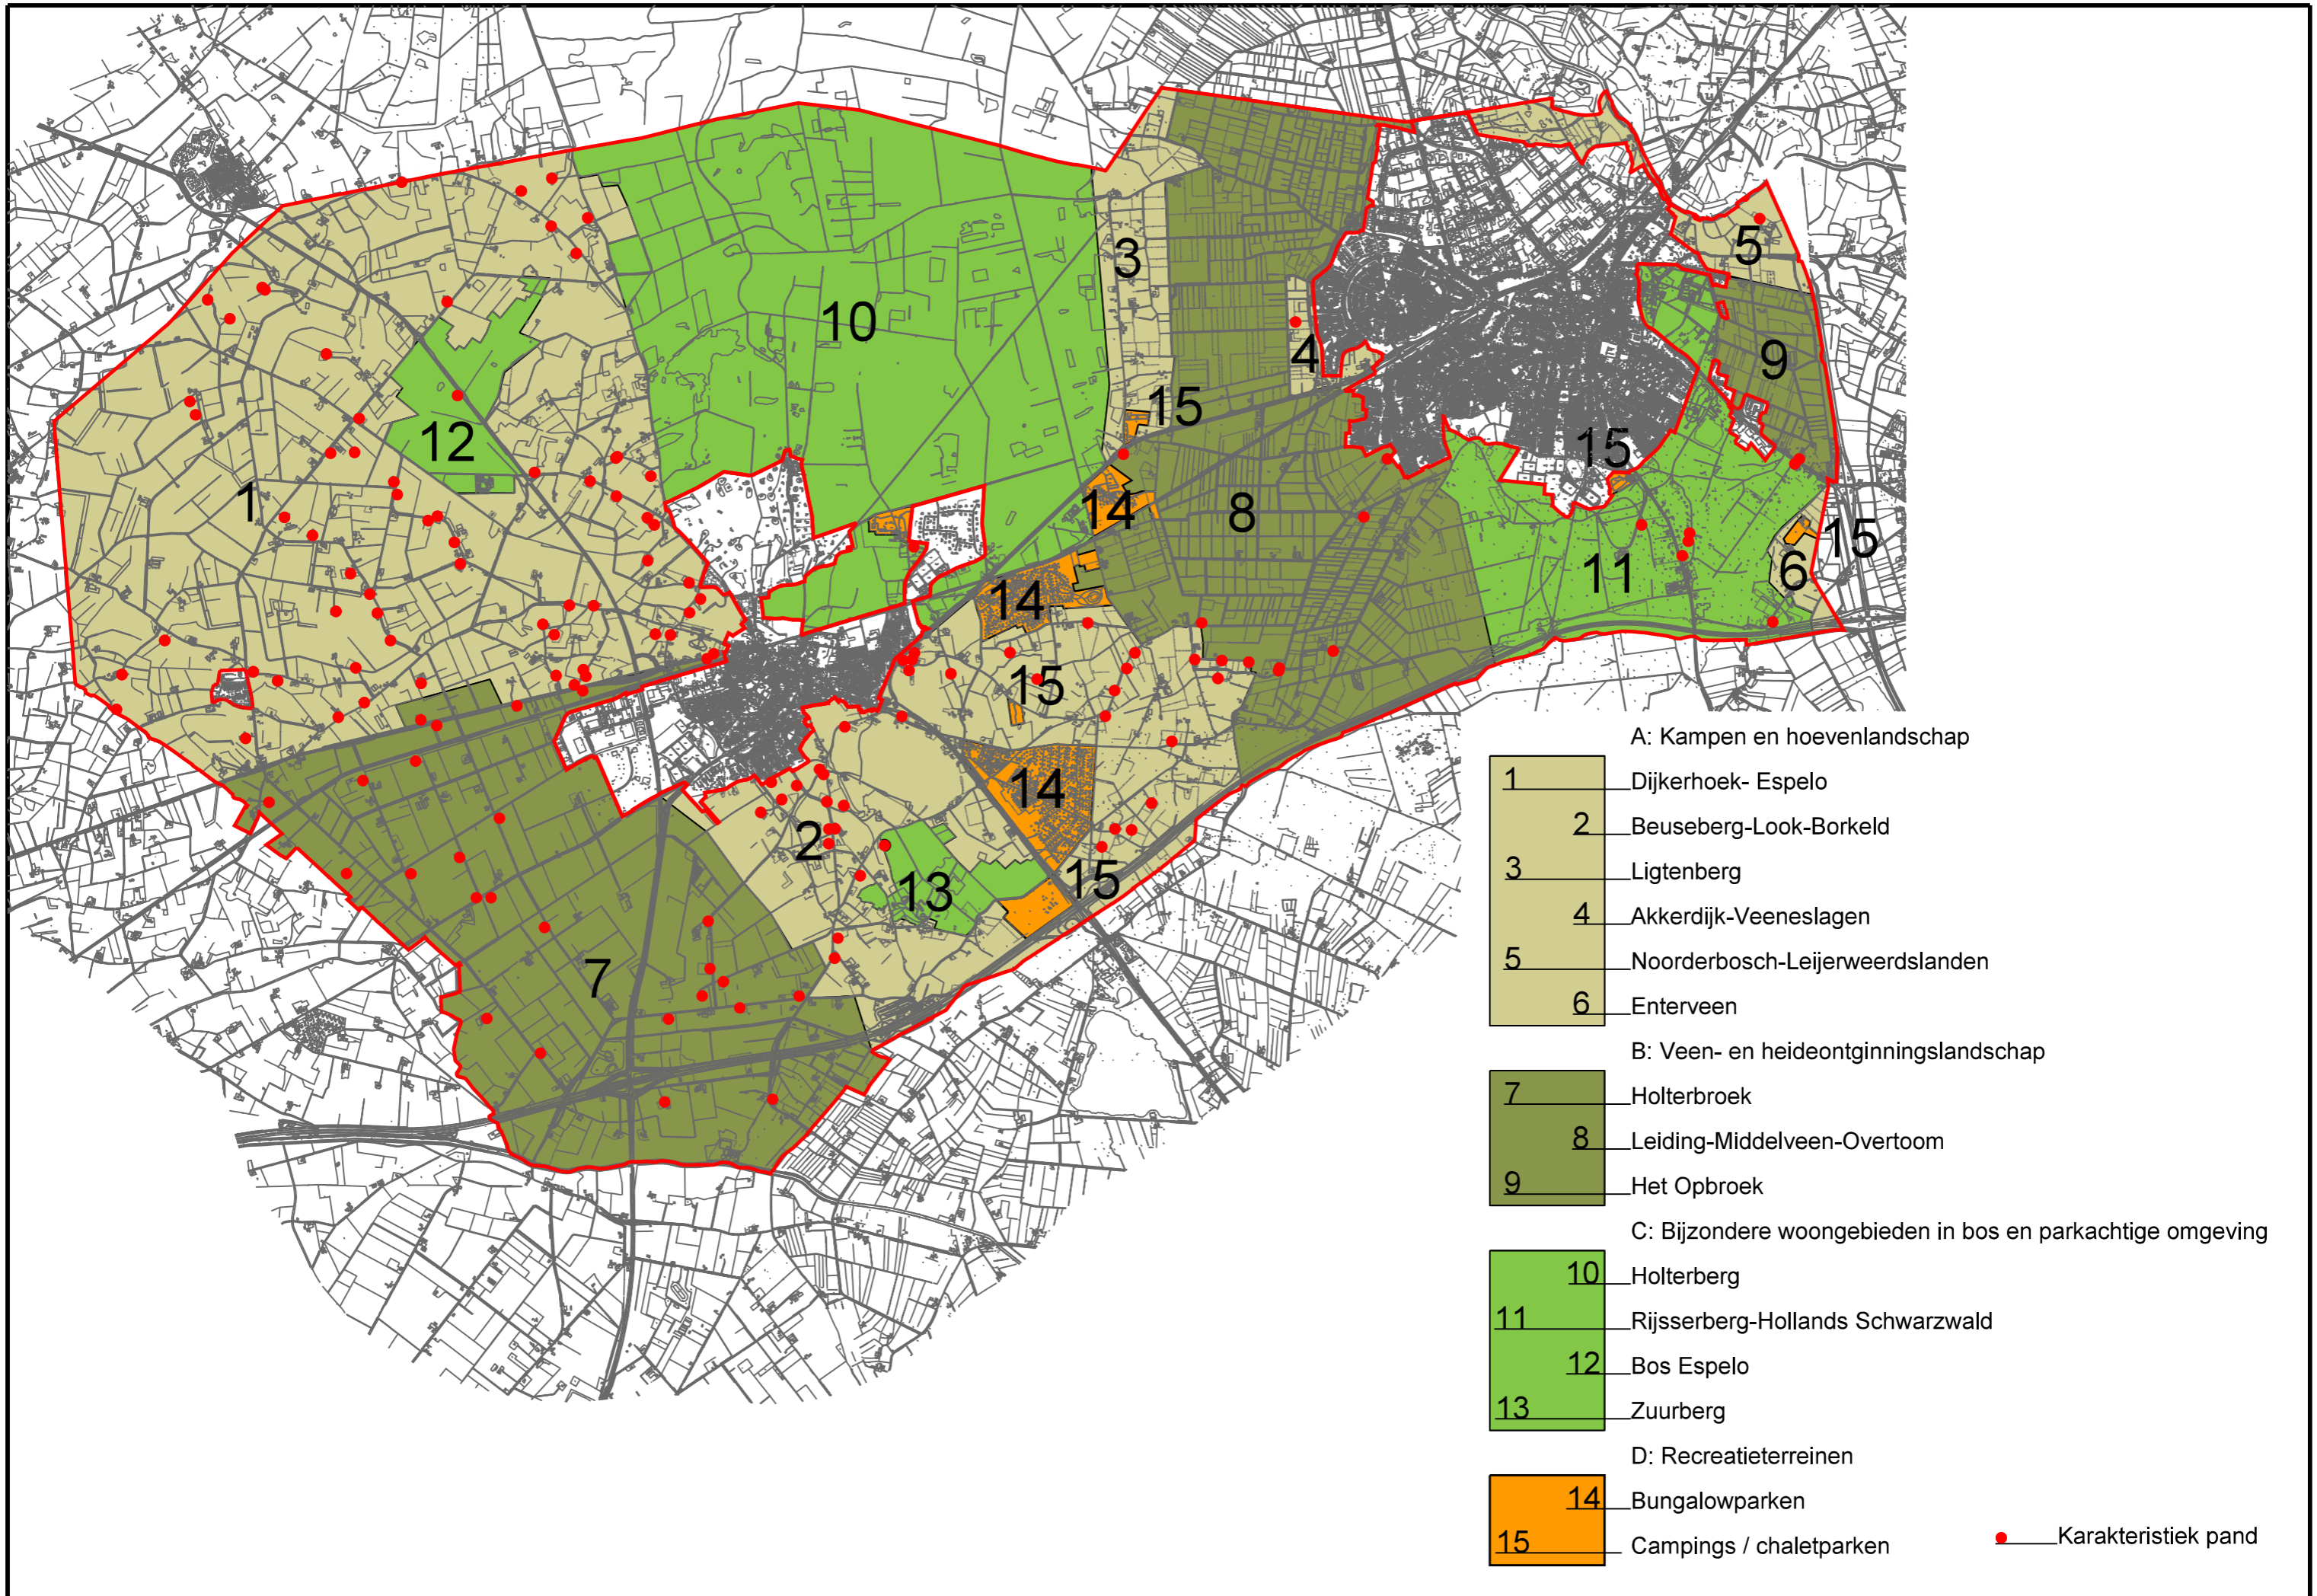 10
3
5
4
9
15
12
15
1
14
8
15
11
6
14
15
14
2
15
13
7
A: Kampen en hoevenlandschap
1 Dijkerhoek- Espelo
2 Beuseberg-Look-Borkeld
3 Ligtenberg
4 Akkerdijk-Veeneslagen
5 Noorderbosch-Leijerweerdslanden
6 Enterveen
B: Veen- en heideontginningslandschap
7 Holterbroek
8 Leiding-Middelveen-Overtoom
9 Het Opbroek
C: Bijzondere woongebieden in bos en parkachtige omgeving
10 Holterberg
11 Rijsserberg-Hollands Schwarzwald
12 Bos Espelo
13 Zuurberg
D: Recreatieterreinen
14 Bungalowparken
15 Campings / chaletparken
Karakteristiek pand